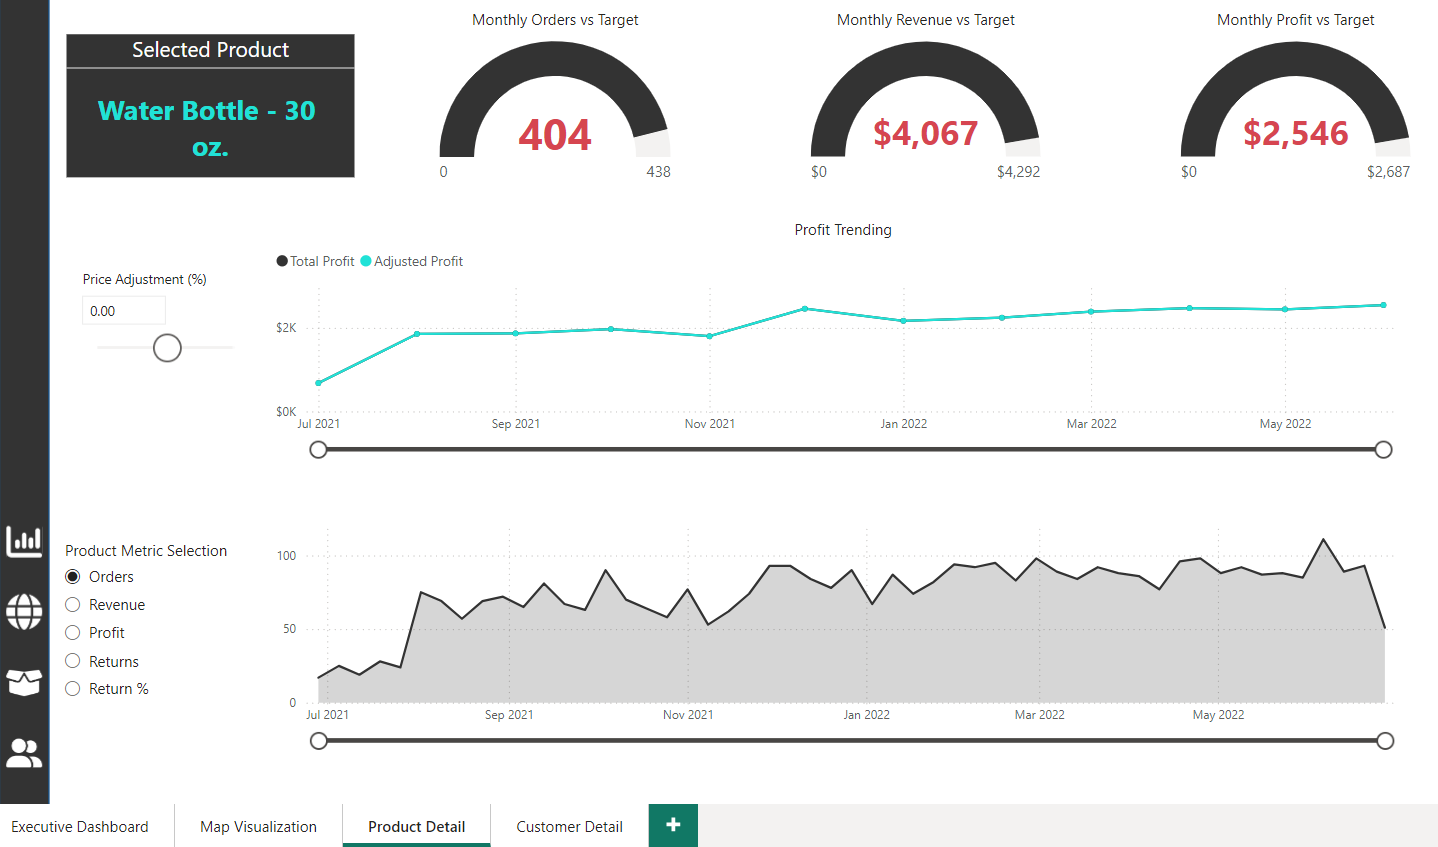 Selected Product
Water Bottle - 30
oz.
Monthly Orders vs Target
404
0
438
Monthly Revenue vs Target
$4,067
$0
$4,292
Monthly Profit vs Target
$2,546
$0
$2,687
Price Adjustment (%)
0.00
Profit Trending
Total Profit
Adjusted Profit
$2K
$0K
Jul 2021
Sep 2021
Nov 2021
Jan 2022
Mar 2022
May 2022
Product Metric Selection
Orders
Revenue
Profit
Returns
Return %
100
50
0
Jul 2021
Sep 2021
Nov 2021
Jan 2022
Mar 2022
May 2022
Executive Dashboard
Map Visualization
Product Detail
Customer Detail
+